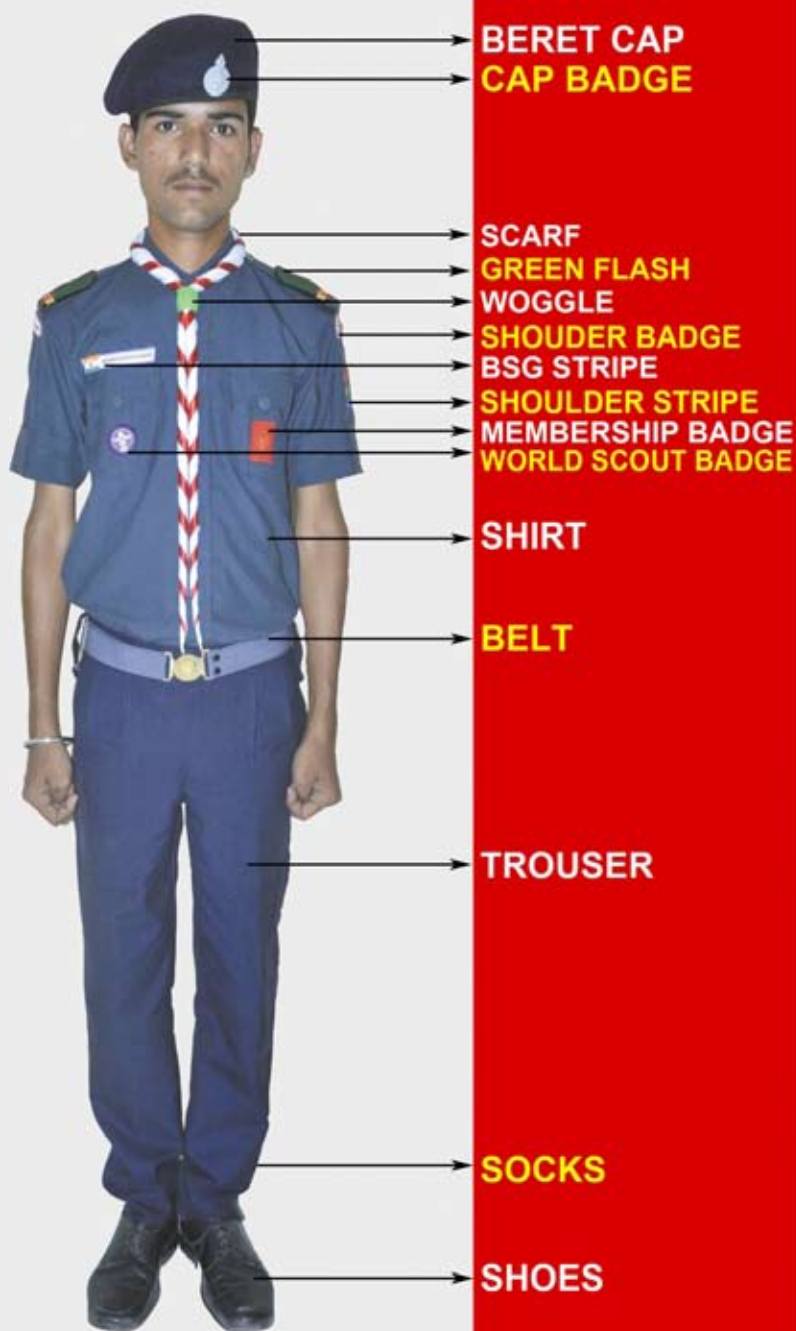 BERET CAP
CAP BADGE
SCARF
GREEN FLASH
WOGGLE
SHOUDER BADGE
BSG STRIPE
SHOULDER STRIPE
MEMBERSHIP BADGE
WORLD SCOUT BADGE
SHIRT
BELT
TROUSER
SOCKS
SHOES